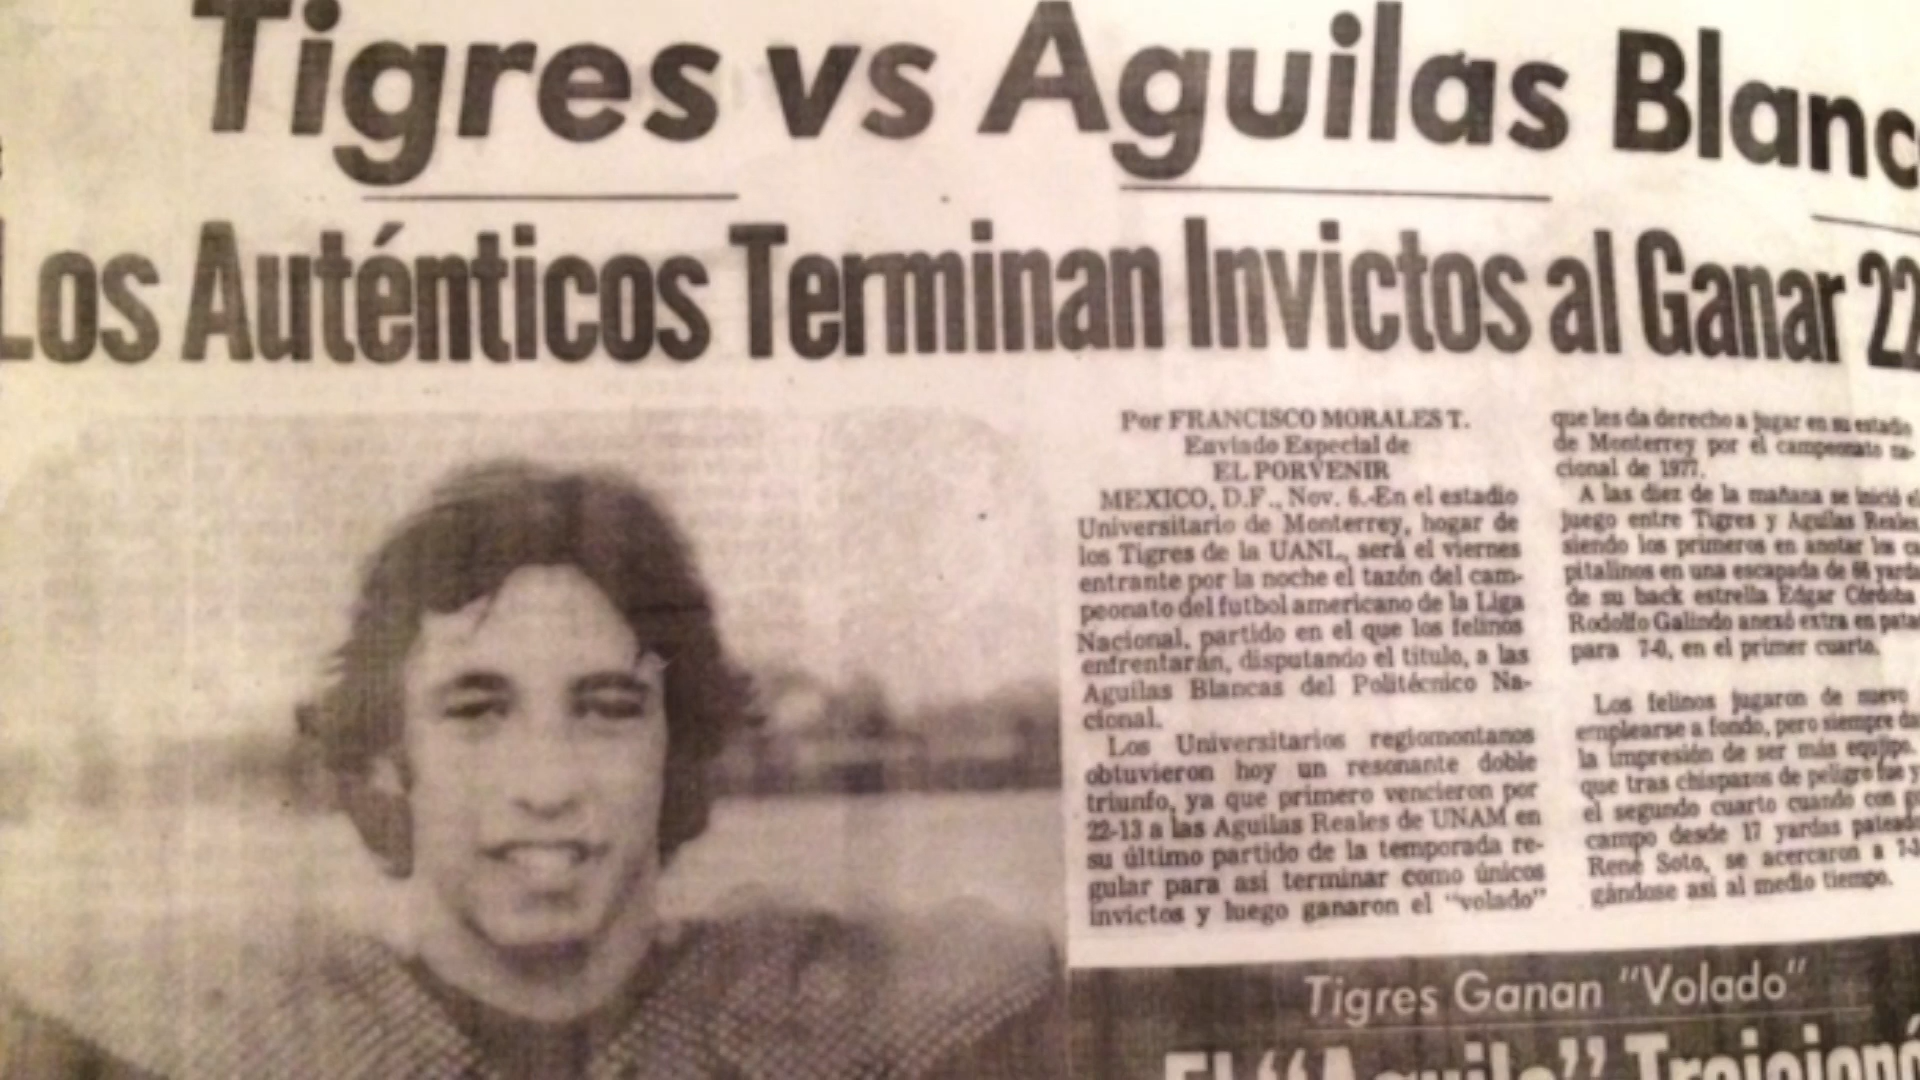 Tigres vs Aguilas Blanc
Los Auténticos Terminan Invictos al Ganar 22
Por FRANCISCO MORALES T.
Enviado Especial de
EL PORVENIR
MEXICO, D.F., Nov. 6.-En el estadio
Universitario de Monterrey, hogar de
los Tigres de la UANL, será el viernes
entrante por la noche el tazón del cam-
peonato del futbol americano de la Liga
Nacional, partido en el que los felinos
enfrentarán, disputando el título, a las
Aguilas Blancas del Politécnico Na-
cional.
Los Universitarios regiomontanos
obtuvieron hoy un resonante doble
triunfo, ya que primero vencieron por
22-13 a las Aguilas Reales de UNAM en
su último partido de la temporada re-
gular para así terminar como únicos
invictos y luego ganaron el "volado"
que les da derecho a jugar en su estadio
de Monterrey por el campeonato na-
cional de 1977.
A las diez de la mañana se inició el
juego entre Tigres y Aguilas Reales
siendo los primeros en anotar los ca
pitalinos en una escapada de 68 yarda
de su back estrella Edgar Córdoba
Rodolfo Galindo anexó extra en patad
para 7-0, en el primer cuarto.
Los felinos jugaron de nuevo
emplearse a fondo, pero siempre da
la impresión de ser más equipo,
que tras chispazos de peligro fue y
el segundo cuarto cuando con g
campo desde 17 yardas pateado
René Soto, se acercaron a 7-3
gándose así al medio tiempo.
Tigres Ganan "Volado"
El "Aguila" Traicionó